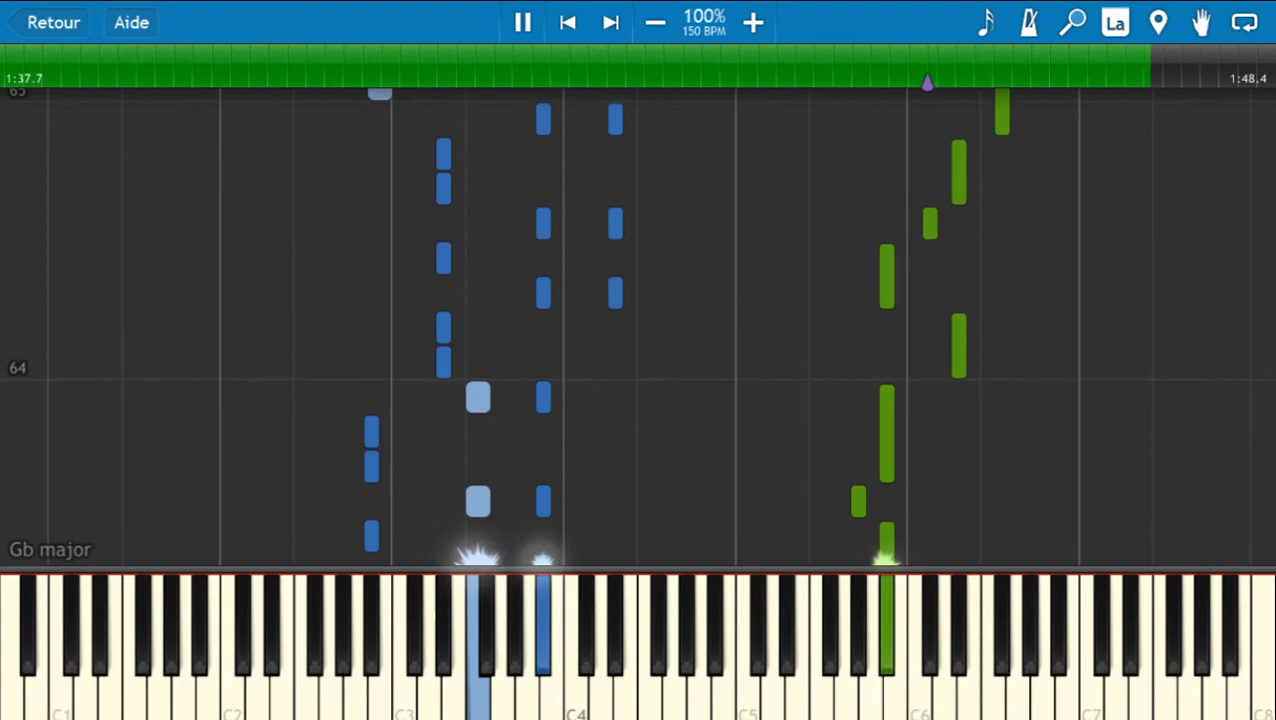 Retour
Aide
100%
150 BPM
La
1:37.7
1:48.4
65
64
Gb major
C1
C2
C3
C4
C5
C6
C7
C8